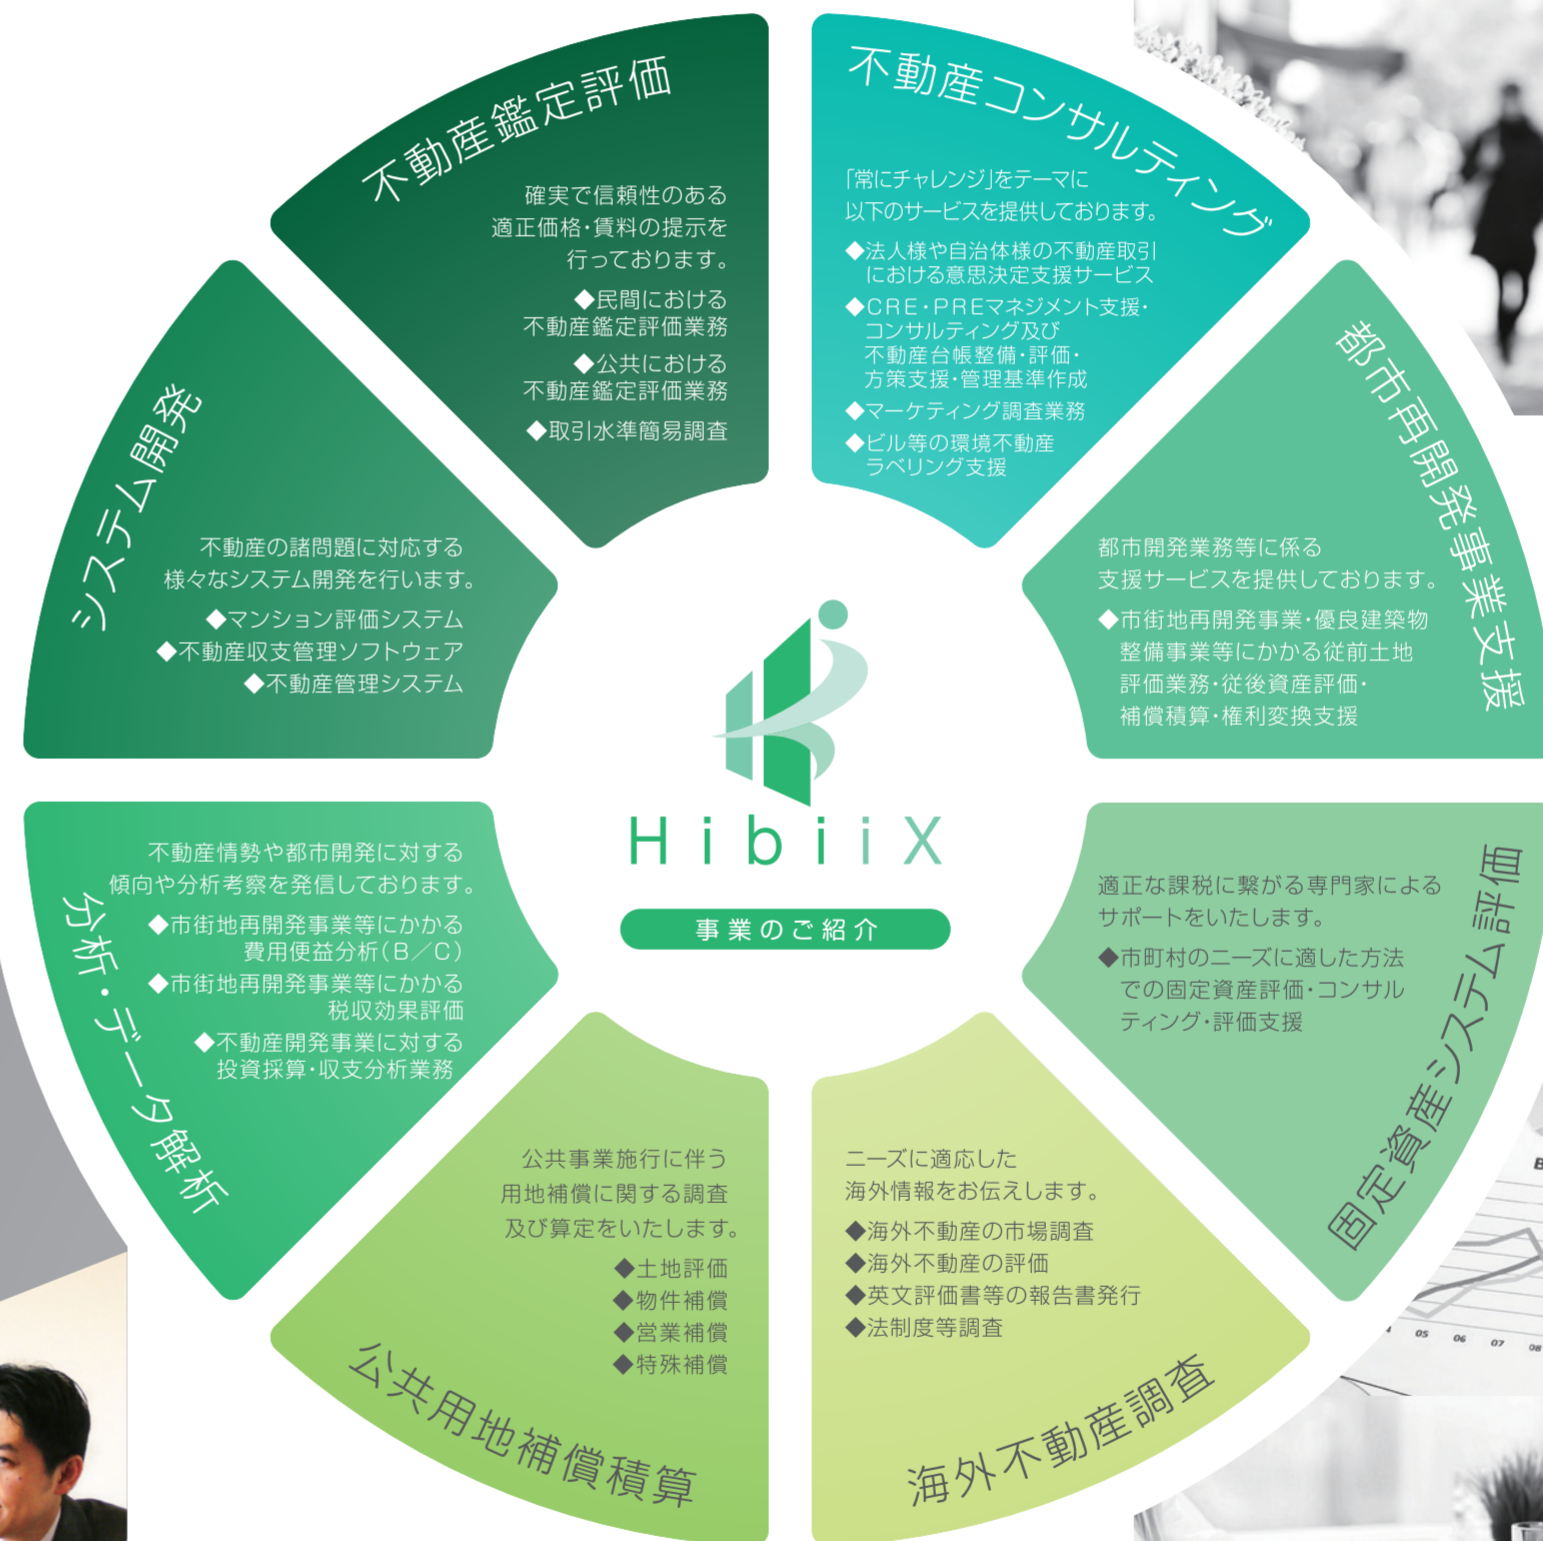 不動産鑑定評価
確実で信頼性のある
適正価格・賃料の提示を
行っております。
◆民間における
不動産鑑定評価業務
◆公共における
不動産鑑定評価業務
◆取引水準簡易調査
不動産コンサルティング
「常にチャレンジ」をテーマに
以下のサービスを提供しております。
◆法人様や自治体様の不動産取引
における意思決定支援サービス
◆CRE・PREマネジメント支援・
コンサルティング及び
不動産台帳整備・評価・
方策支援・管理基準作成
◆マーケティング調査業務
◆ビル等の環境不動産
ラベリング支援
都市再開発事業支援
都市開発業務等に係る
支援サービスを提供しております。
◆市街地再開発事業・優良建築物
整備事業等にかかる従前土地
評価業務・従後資産評価・
補償積算・権利変換支援
固定資産システム評価
適正な課税に繋がる専門家による
サポートをいたします。
◆市町村のニーズに適した方法
での固定資産評価・コンサル
ティング・評価支援
海外不動産調査
ニーズに適応した
海外情報をお伝えします。
◆海外不動産の市場調査
◆海外不動産の評価
◆英文評価書等の報告書発行
◆法制度等調査
公共用地補償積算
公共事業施行に伴う
用地補償に関する調査
及び算定をいたします。
◆土地評価
◆物件補償
◆営業補償
◆特殊補償
分析・データ解析
不動産情勢や都市開発に対する
傾向や分析考察を発信しております。
◆市街地再開発事業等にかかる
費用便益分析(B/C)
◆市街地再開発事業等にかかる
税収効果評価
◆不動産開発事業に対する
投資採算・収支分析業務
システム開発
不動産の諸問題に対応する
様々なシステム開発を行います。
◆マンション評価システム
◆不動産収支管理ソフトウェア
◆不動産管理システム
HibiiX
事業のご紹介
05 06 07 08